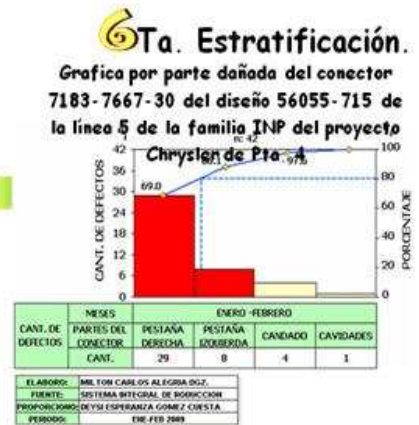 6Ta. Estratificación.
Grafica por parte dañada del conector
7183-7667-30 del diseño 56055-715 de
la línea 5 de la familia INP del proyecto
Chrysler de Pta. 4
n: 42
42
36
30
24
18
12
6
0
CANT. DE DEFECTOS
69.0
97.6
100
80
60
40
20
0
PORCENTAJE
CANT. DE DEFECTOS
MESES ENERO -FEBRERO
PARTES DEL CONECTOR PESTAÑA DERECHA PESTAÑA IZQUIERDA CANDADO CAVIDADES
CANT. 29 8 4 1
ELABORO: MILTON CARLOS ALEGRIA DGZ.
FUENTE: SISTEMA INTEGRAL DE PRODUCCION
PROPORCIONO: DEYSI ESPERANZA GOMEZ CUESTA
PERIODO: ENE-FEB 2009